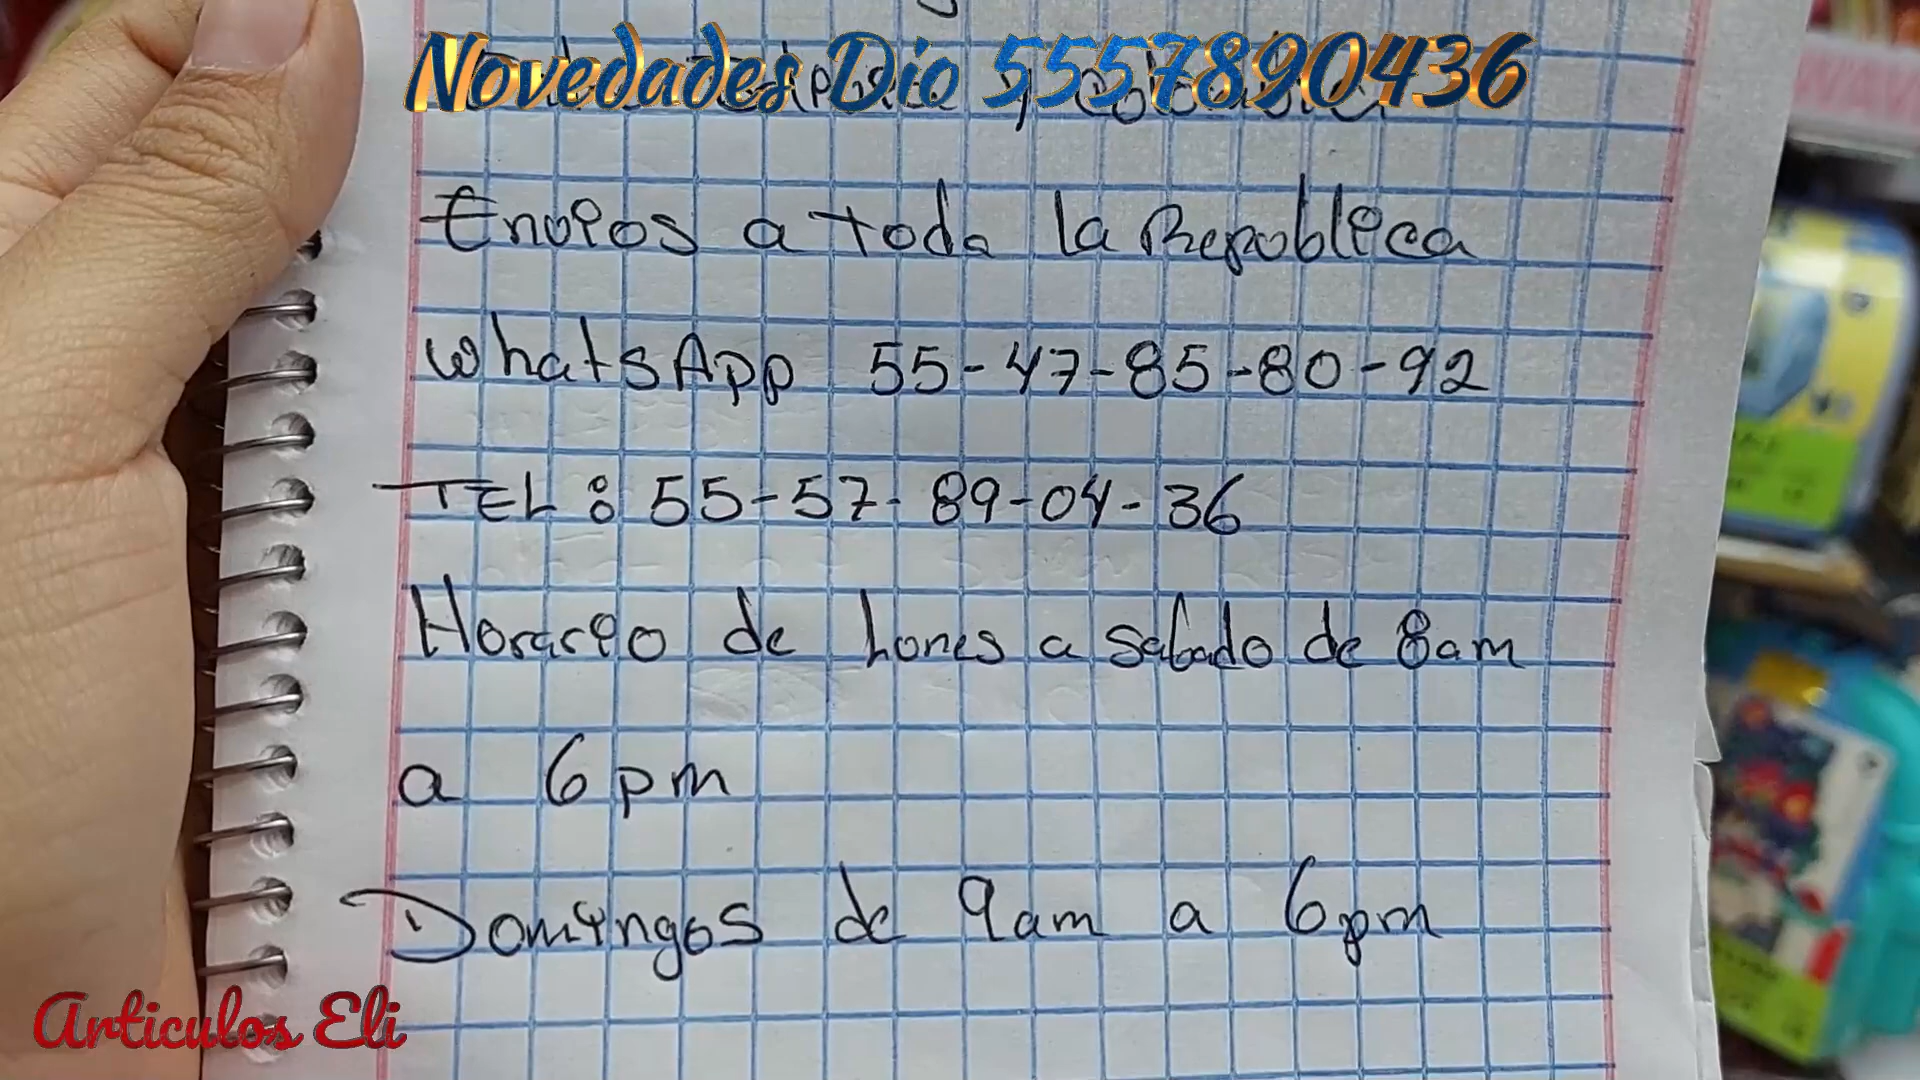 Novedades Dio 5557890436
Envios a toda la Republica
WhatsApp 55-47-85-80-92
TEL: 55-57-89-04-36
Horario de Lunes a Sabado de 8am
a 6pm
Domingos de 9am a 6pm
Articulos Eli